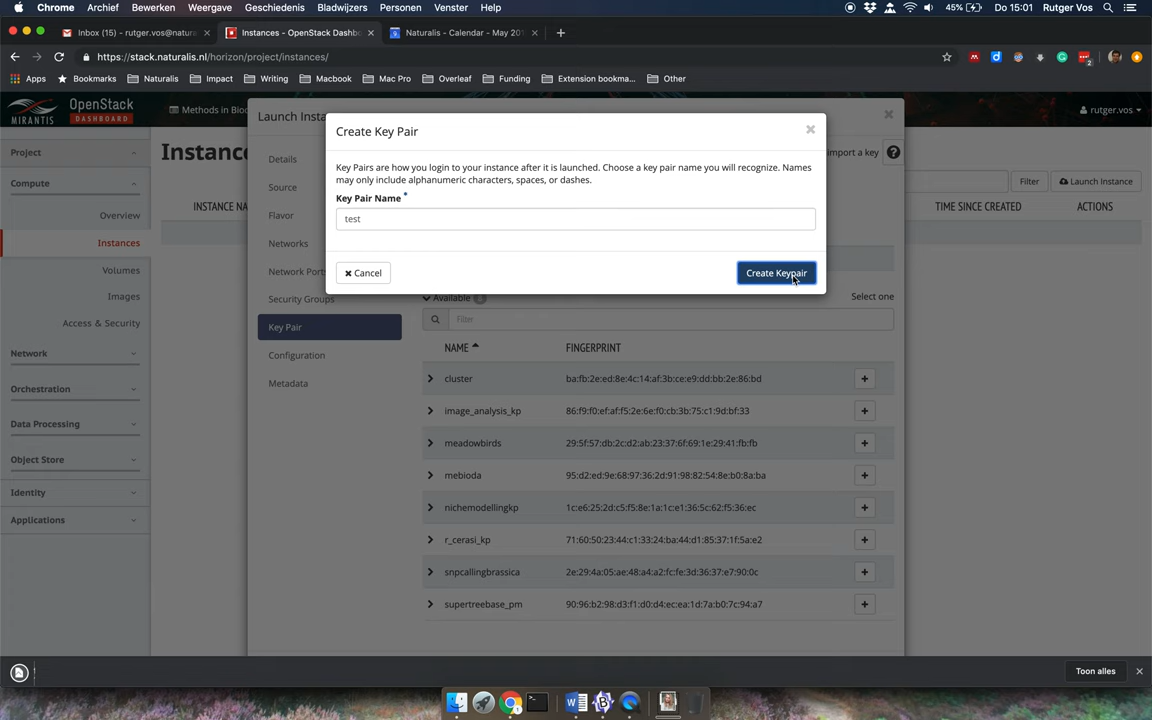 Chrome Archief Bewerken Weergave Geschiedenis Bladwijzers Personen Venster Help 45% Do 15:01 Rutger Vos
Inbox (15) - rutger.vos@natura Instances - OpenStack Dashbo Naturalis - Calendar - May 201
https://stack.naturalis.nl/horizon/project/instances/
Apps Bookmarks Naturalis Impact Writing Macbook Mac Pro Overleaf Funding Extension bookma... Other
MIRANTIS OpenStack DASHBOARD Methods in Biod rutger.vos
Launch Inst
Create Key Pair
Project
Instance
import a key
Key Pairs are how you login to your instance after it is launched. Choose a key pair name you will recognize. Names
may only include alphanumeric characters, spaces, or dashes.
Details
Compute
Source
Filter Launch Instance
Key Pair Name
INSTANCE NA
TIME SINCE CREATED ACTIONS
Overview
Flavor
test
Instances
Networks
Volumes
Network Ports
Cancel Create Keypair
Images
Security Groups
Available 8 Select one
Access & Security
Key Pair
Filter
Network
Configuration
NAME FINGERPRINT
Orchestration
Metadata
cluster ba:fb:2e:ed:8e:4c:14:af:3b:ce:e9:dd:bb:2e:86:bd
image_analysis_kp 86:f9:f0:ef:af:f5:2e:6e:f0:cb:3b:75:c1:9d:bf:33
Data Processing
meadowbirds 29:5f:57:db:2c:d2:ab:23:37:6f:69:1e:29:41:fb:fb
Object Store
mebioda 95:d2:ed:9e:68:97:36:2d:91:98:82:54:8e:b0:8a:ba
Identity
nichemodellingkp 1c:e6:25:2d:c5:f5:8e:1a:1c:e1:36:5c:62:f5:36:ec
Applications
r_cerasi_kp 71:60:50:23:44:c1:33:24:ba:44:d1:85:37:1f:5a:e2
snpcallingbrassica 2e:29:4a:05:ae:48:a4:a2:fc:fe:3d:36:37:e7:90:0c
supertreebase_pm 90:96:b2:98:d3:f1:d0:d4:ec:ea:1d:7a:b0:7c:94:a7
Toon alles